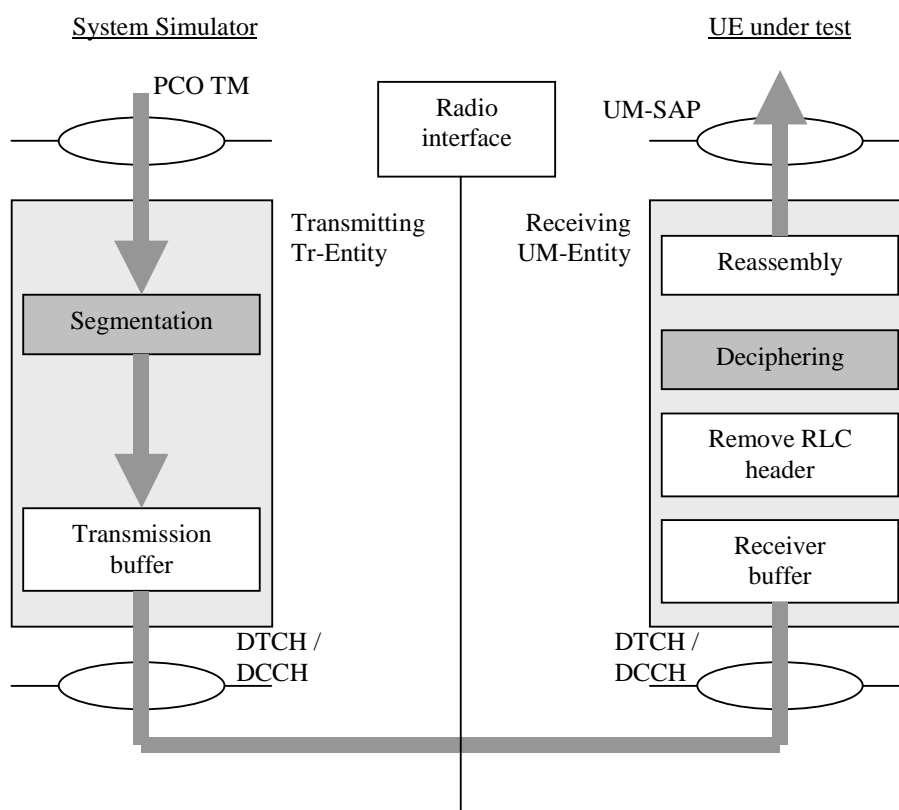 System Simulator
UE under test
PCO TM
Radio
interface
UM-SAP
Transmitting
Tr-Entity
Receiving
UM-Entity
Segmentation
Transmission
buffer
Reassembly
Deciphering
Remove RLC
header
Receiver
buffer
DTCH /
DCCH
DTCH /
DCCH